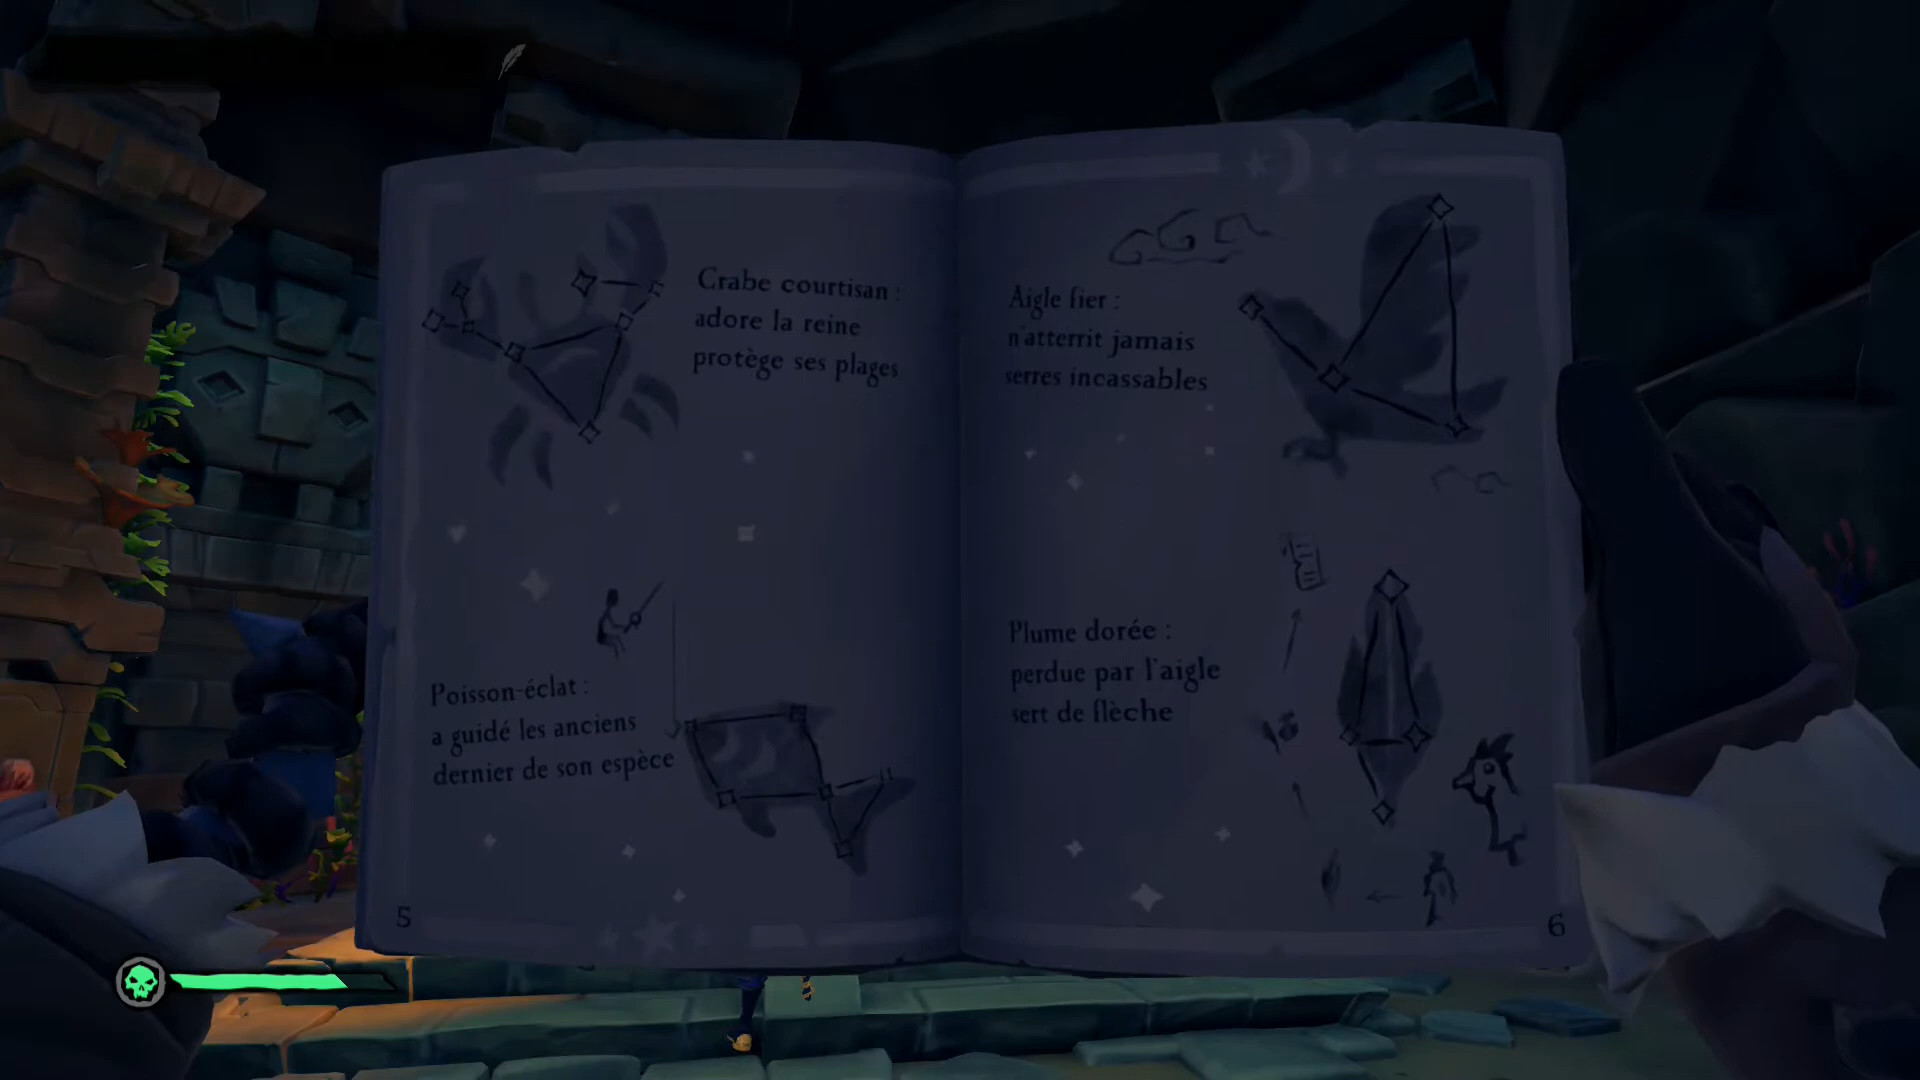 Crabe courtisan :
adore la reine
protège ses plages
Poisson-éclat :
a guidé les anciens
dernier de son espèce
5
Aigle fier :
n'atterrit jamais
serres incassables
Plume dorée :
perdue par l'aigle
sert de flèche
6